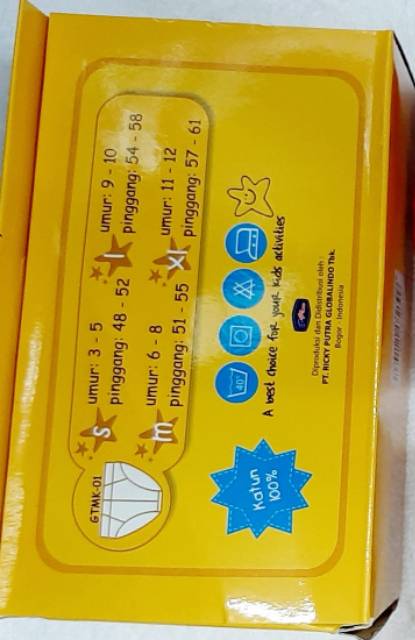 GTMK-01
s
umur: 3 - 5
pinggang: 48 - 52
l
umur: 9 - 10
pinggang: 54 - 58
m
umur: 6 - 8
pinggang: 51 - 55
xl
umur: 11 - 12
pinggang: 57 - 61
Katun
100%
40°
A best choice for your kids activities
Diproduksi dan Didistribusi oleh :
PT. RICKY PUTRA GLOBALINDO Tbk.
Bogor - Indonesia